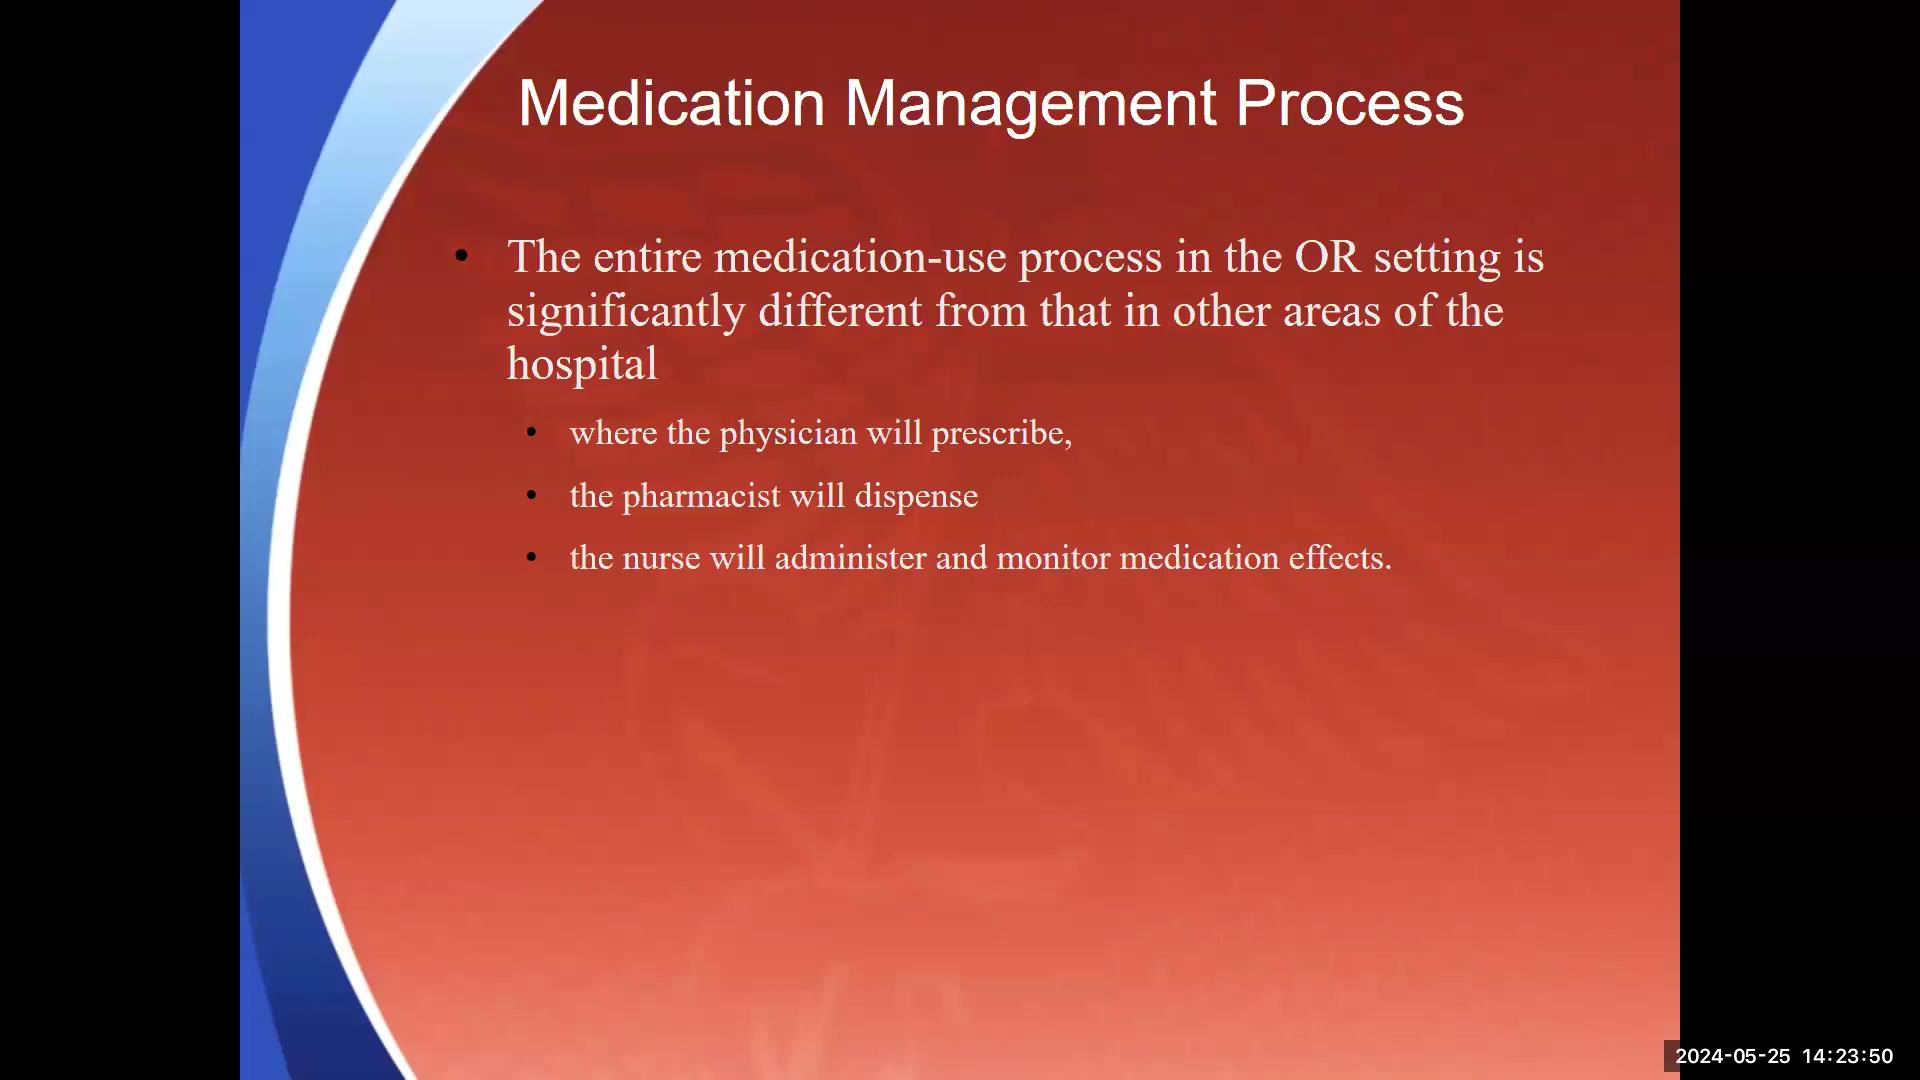 Medication Management Process
• The entire medication-use process in the OR setting is
significantly different from that in other areas of the
hospital
• where the physician will prescribe,
• the pharmacist will dispense
• the nurse will administer and monitor medication effects.
2024-05-25 14:23:50